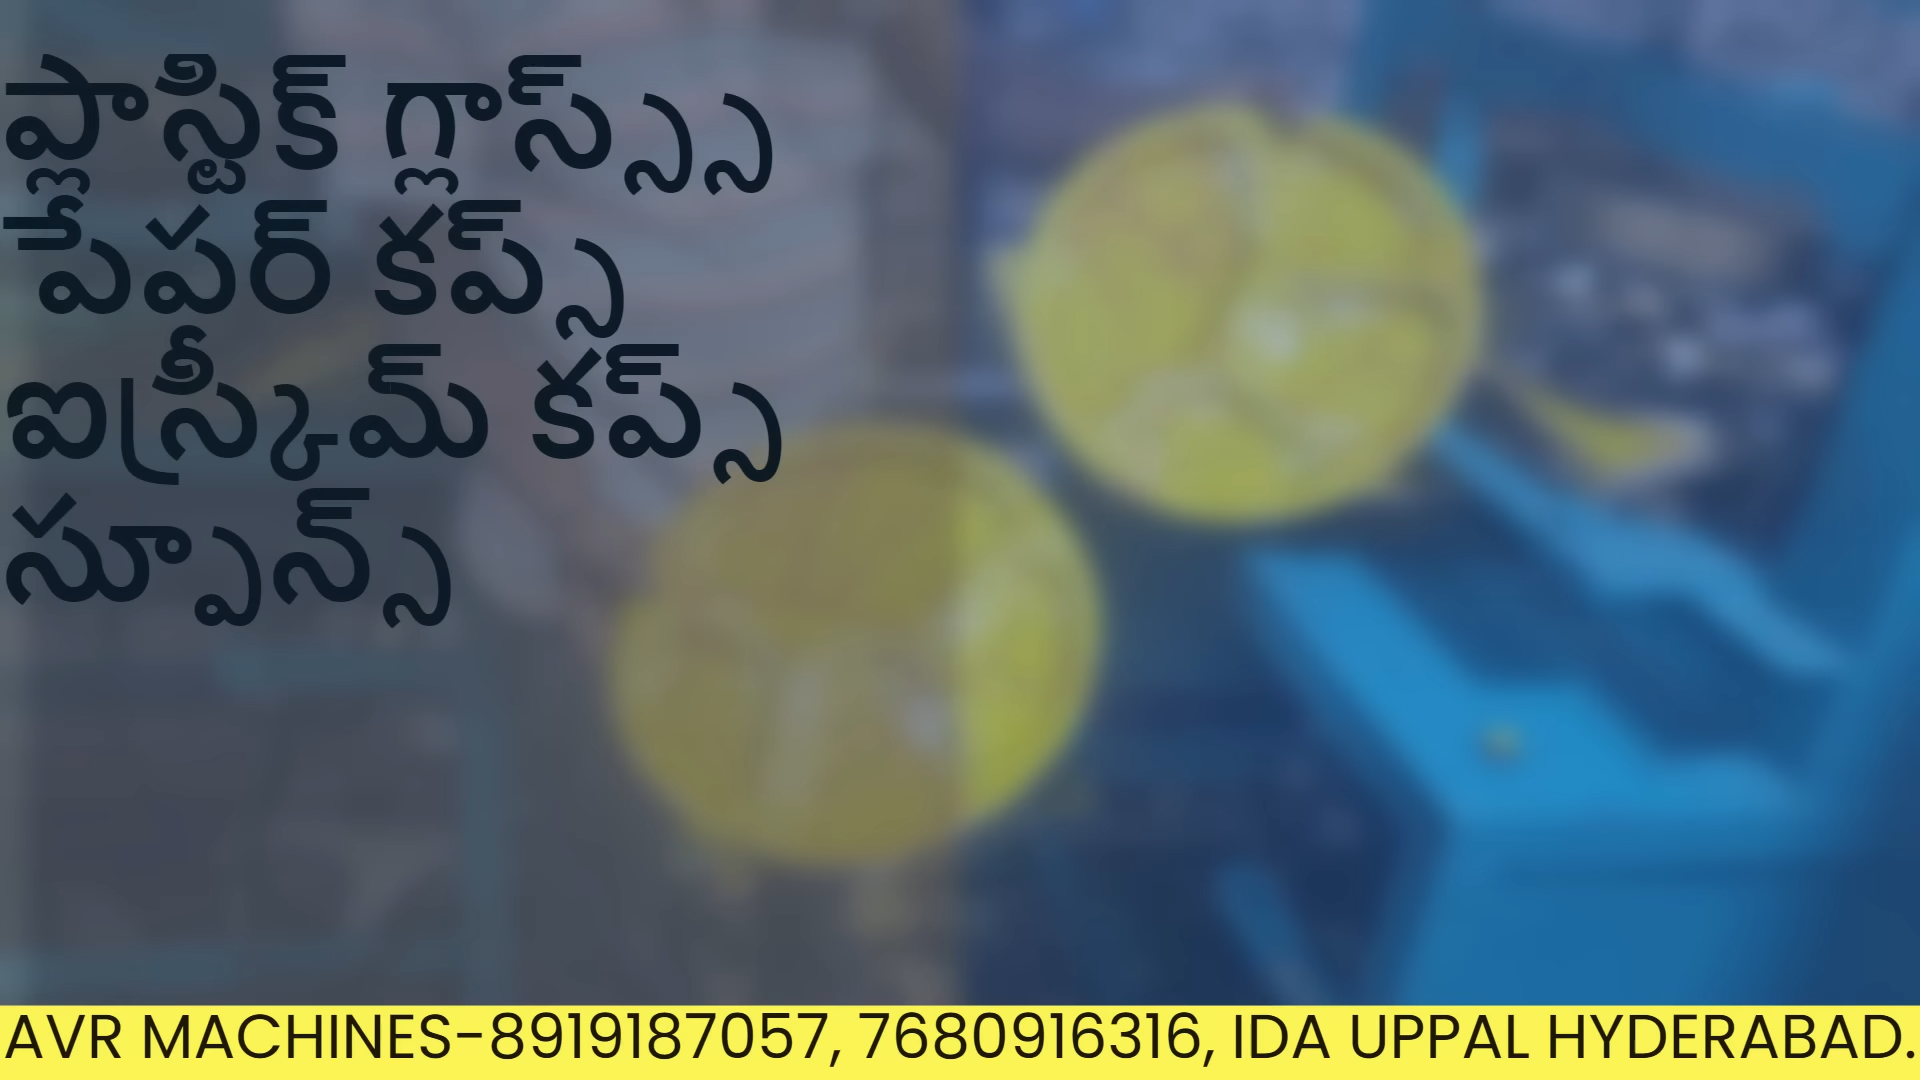 ప్లాస్టిక్ గ్లాస్స్స
పేపర్ కప్స్స
ఐస్క్రీమ్ కప్స్స
స్పూన్స్స
AVR MACHINES-8919187057, 7680916316, IDA UPPAL HYDERABAD.